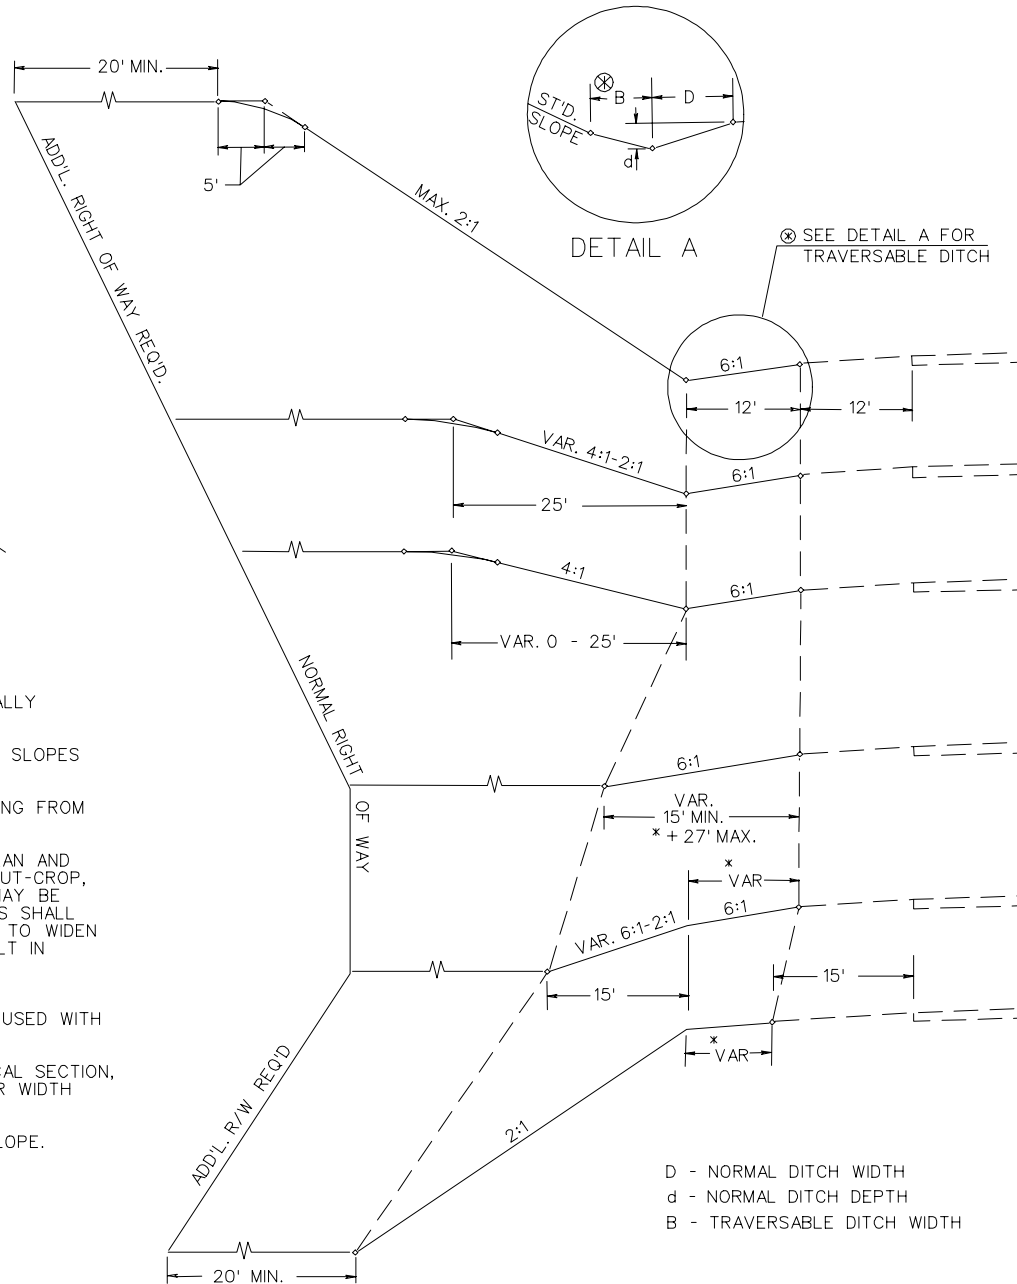 20' MIN.
5'
ADD'L. RIGHT OF WAY REQ'D.
MAX. 2:1
ST'D.
SLOPE
⊛
B
D
d
DETAIL A
⊛ SEE DETAIL A FOR
TRAVERSABLE DITCH
6:1
12'
12'
VAR. 4:1-2:1
6:1
25'
4:1
6:1
VAR. 0 - 25'
NORMAL RIGHT
OF WAY
6:1
VAR.
15' MIN.
* + 27' MAX.
*
VAR
6:1
VAR. 6:1-2:1
15'
15'
*
VAR
2:1
ADD'L. R/W REQ'D
20' MIN.
ALLY
SLOPES
NG FROM
AN AND
UT-CROP,
MAY BE
S SHALL
TO WIDEN
LT IN
USED WITH
CAL SECTION,
R WIDTH
LOPE.
D - NORMAL DITCH WIDTH
d - NORMAL DITCH DEPTH
B - TRAVERSABLE DITCH WIDTH